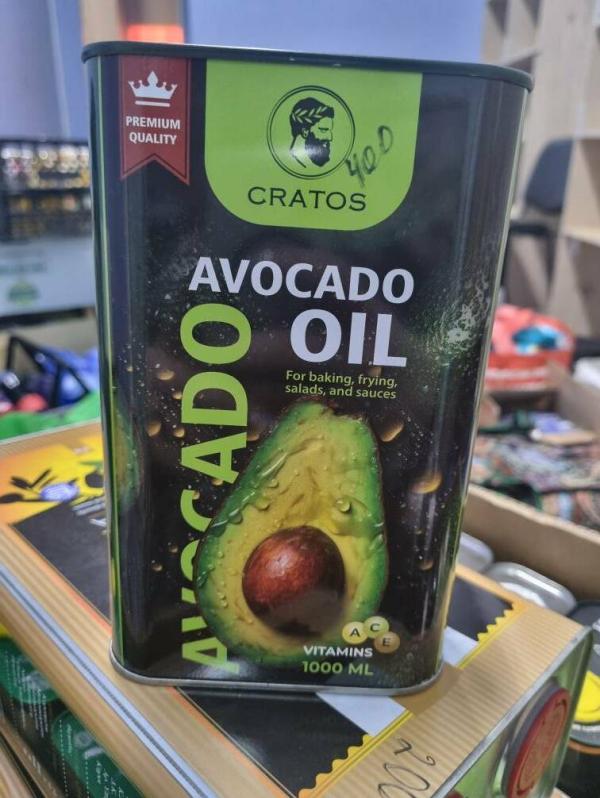 PREMIUM
QUALITY
400
CRATOS
AVOCADO
OIL
For baking, frying,
salads, and sauces
AVOCADO
A C E
VITAMINS
1000 ML